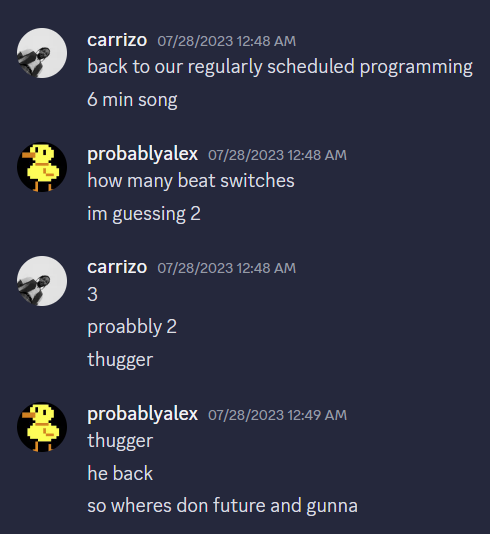 carrizo 07/28/2023 12:48 AM
back to our regularly scheduled programming
6 min song
probablyalex 07/28/2023 12:48 AM
how many beat switches
im guessing 2
carrizo 07/28/2023 12:48 AM
3
proabbly 2
thugger
probablyalex 07/28/2023 12:49 AM
thugger
he back
so wheres don future and gunna